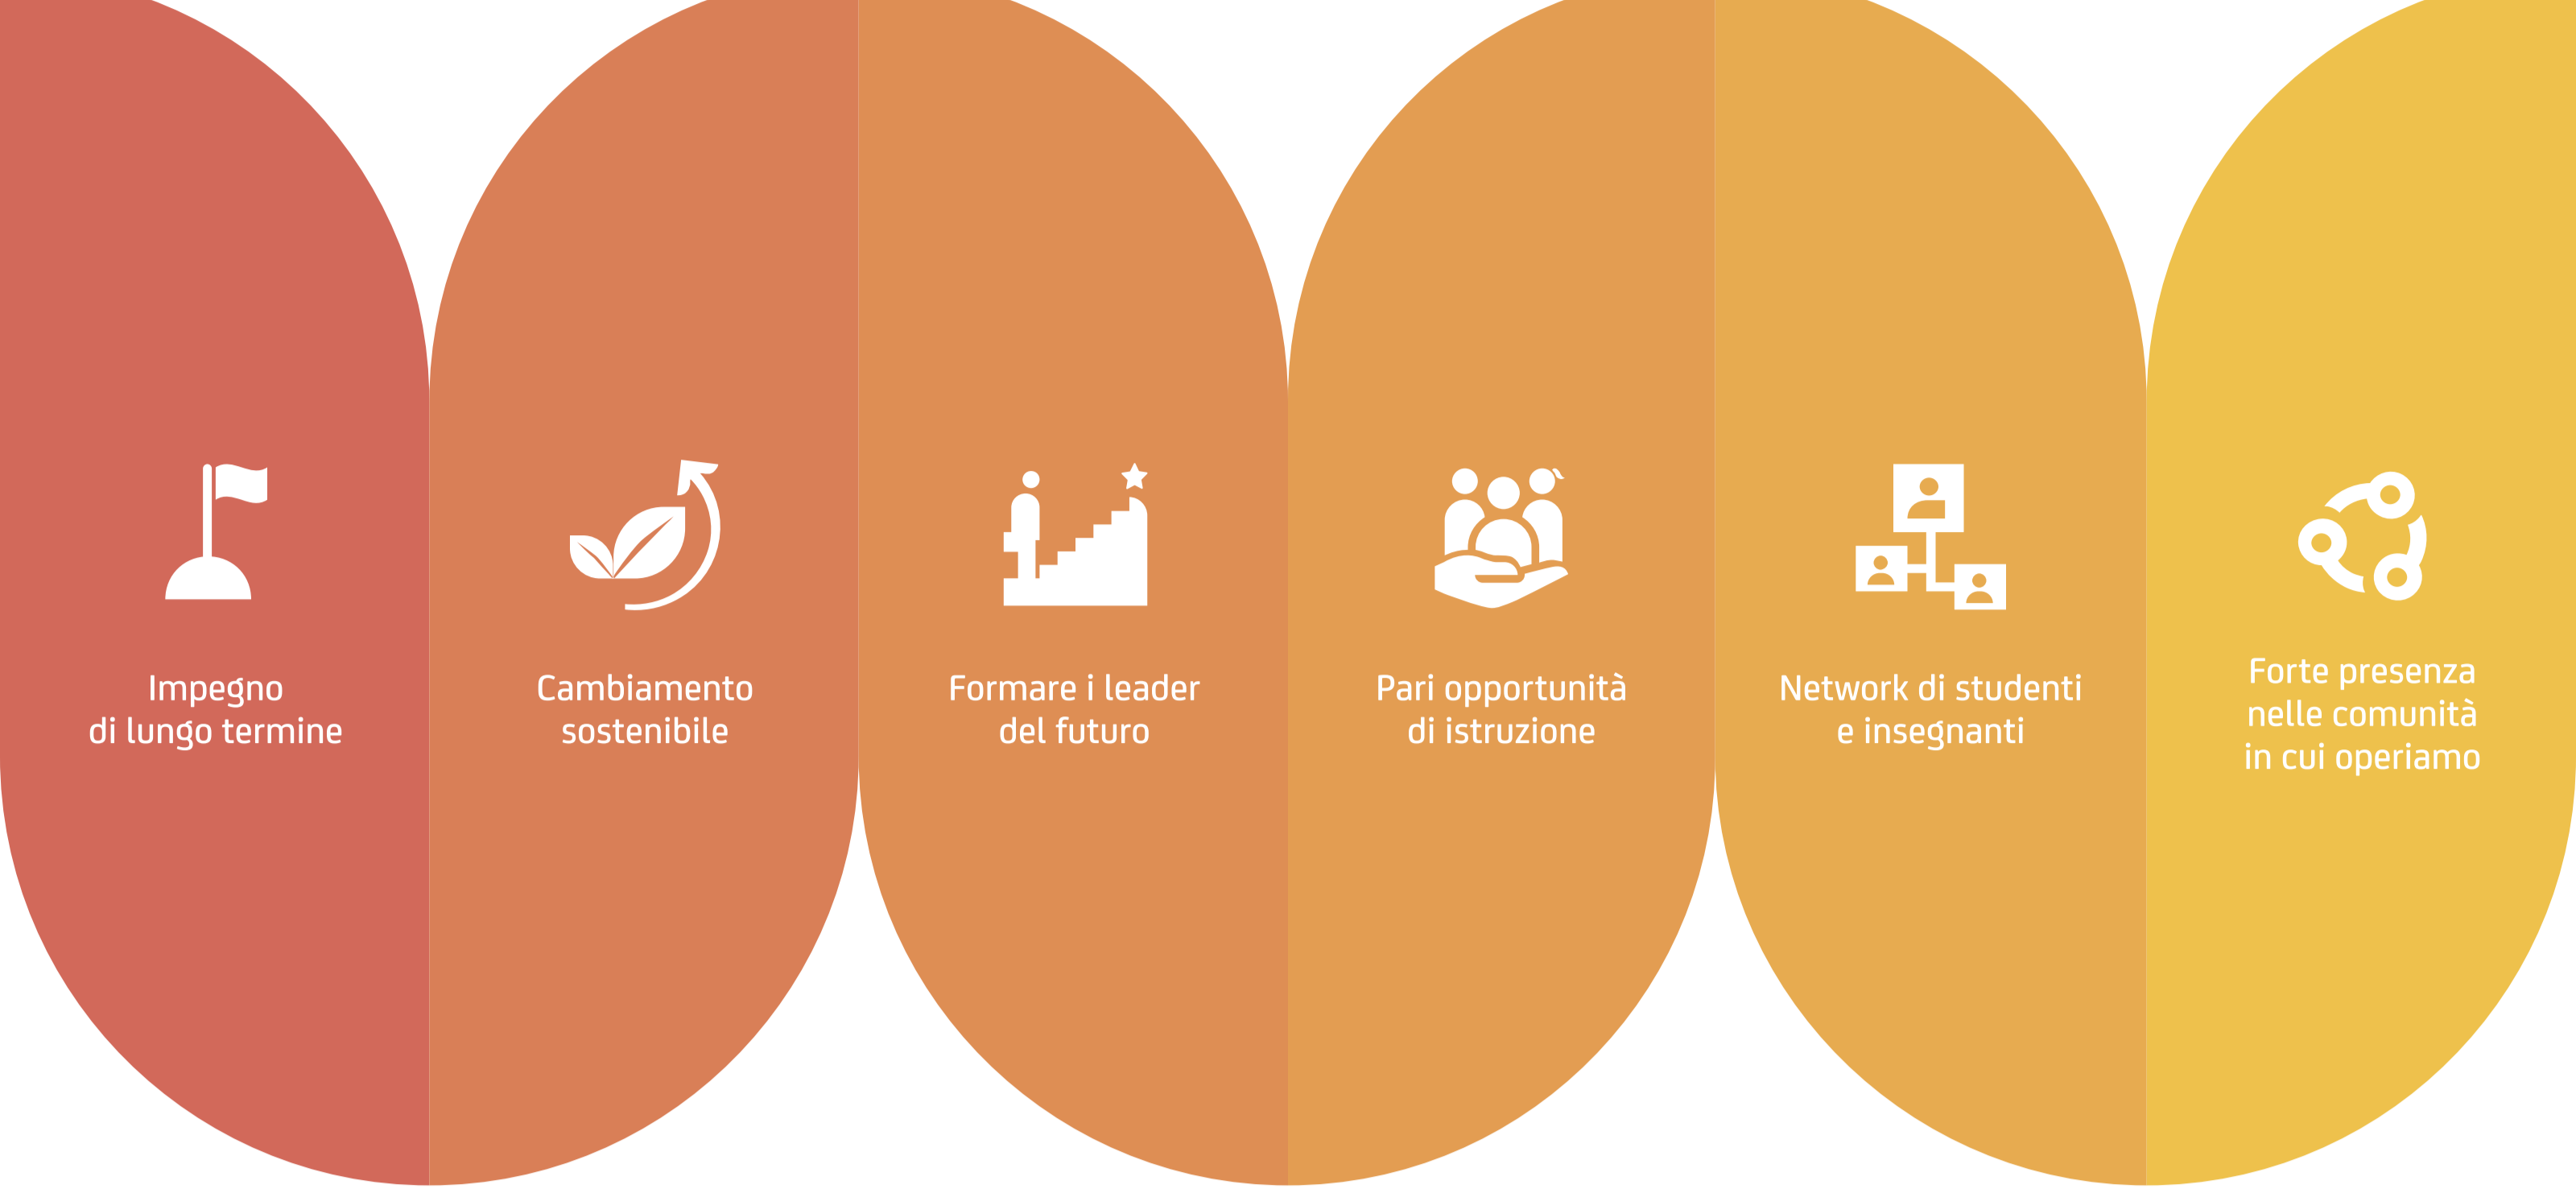 Impegno
di lungo termine
Cambiamento
sostenibile
Formare i leader
del futuro
Pari opportunità
di istruzione
Network di studenti
e insegnanti
Forte presenza
nelle comunità
in cui operiamo